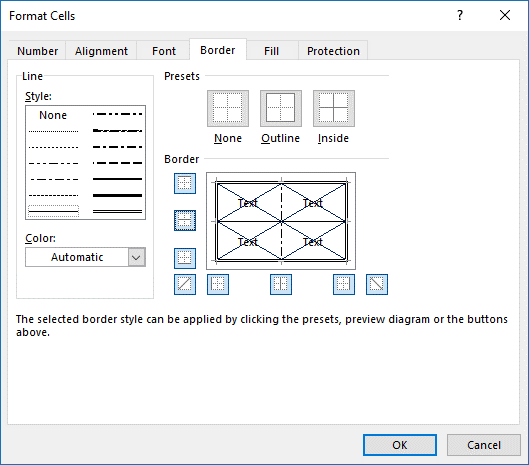 Format Cells
?
Number Alignment Font Border Fill Protection
Line
Style:
None
Color:
Automatic
Presets
None Outline Inside
Border
Text Text
Text Text
The selected border style can be applied by clicking the presets, preview diagram or the buttons
above.
OK Cancel